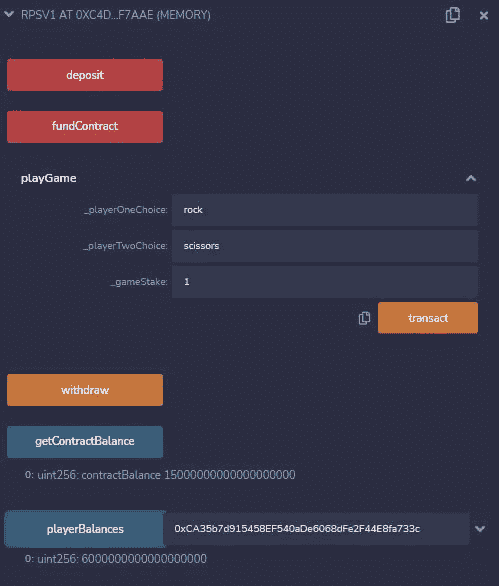 RPSV1 AT 0XC4D...F7AAE (MEMORY)
deposit
fundContract
playGame
_playerOneChoice: rock
_playerTwoChoice: scissors
_gameStake: 1
transact
withdraw
getContractBalance
0: uint256: contractBalance 15000000000000000000
playerBalances 0xCA35b7d915458EF540aDe6068dFe2F44E8fa733c
0: uint256: 6000000000000000000